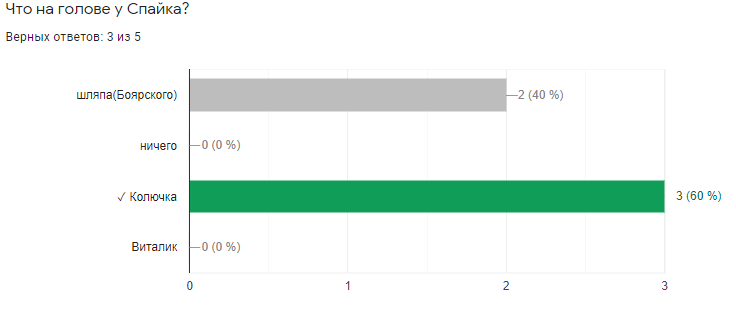 Что на голове у Спайка?
Верных ответов: 3 из 5
шляпа(Боярского)
2 (40 %)
ничего
0 (0 %)
✓ Колючка
3 (60 %)
Виталик
0 (0 %)
0 1 2 3